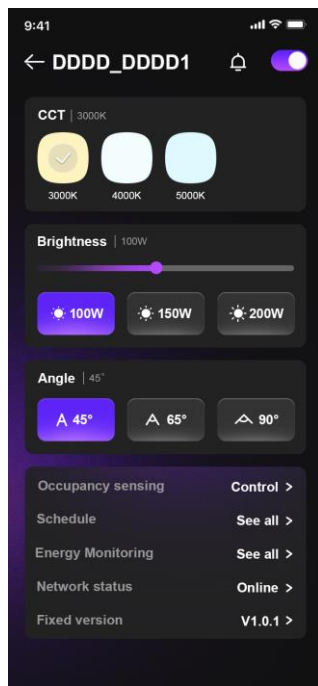 9:41
DDDD_DDDD1
CCT | 3000K
3000K 4000K 5000K
Brightness | 100W
100W 150W 200W
Angle | 45°
45° 65° 90°
Occupancy sensing Control >
Schedule See all >
Energy Monitoring See all >
Network status Online >
Fixed version V1.0.1 >